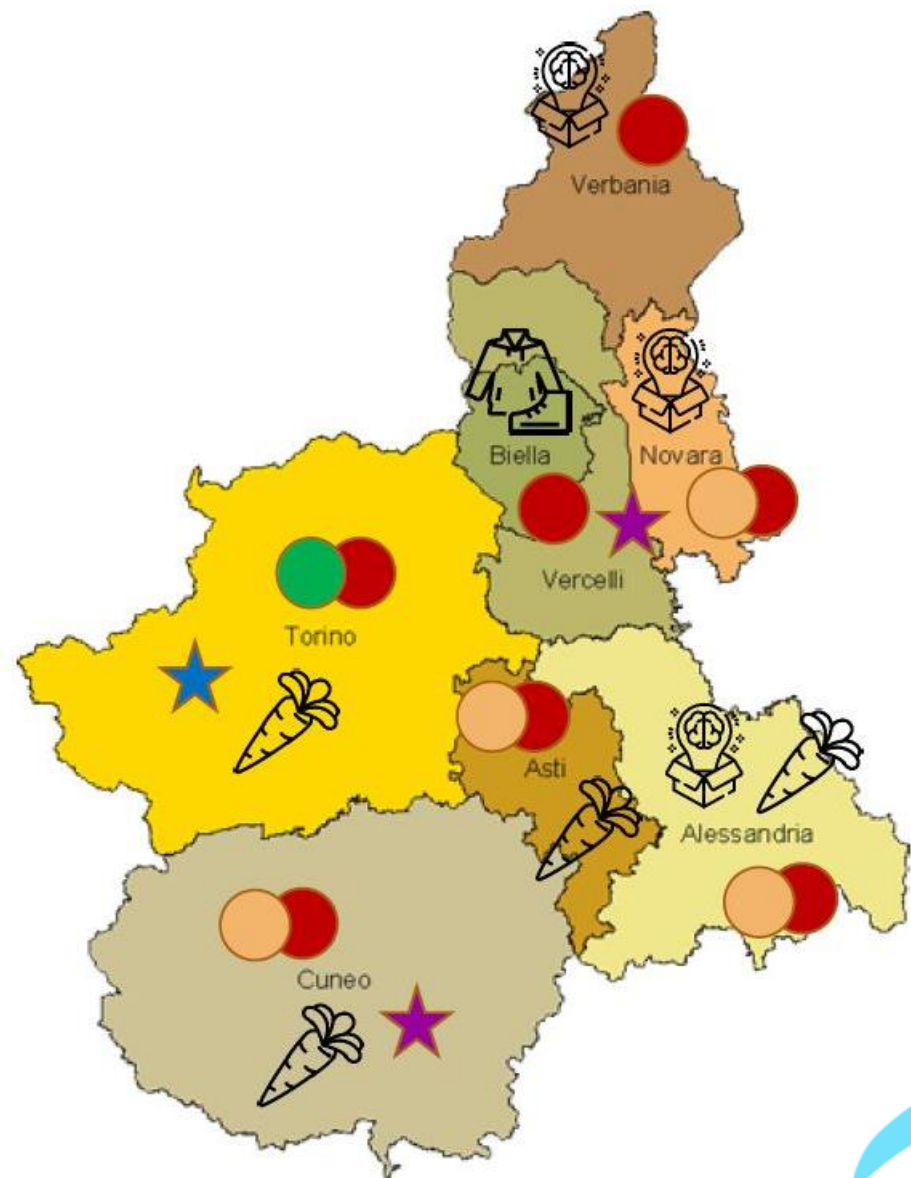 Verbania
Biella
Novara
Vercelli
Torino
Asti
Alessandria
Cuneo